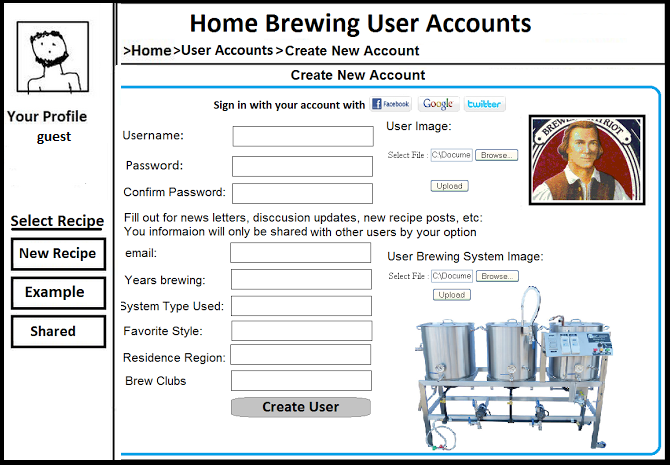 Home Brewing User Accounts
>Home>User Accounts>Create New Account
Create New Account
Your Profile
guest
Select Recipe
New Recipe
Example
Shared
Sign in with your account with Facebook Google twitter
Username:
Password:
Confirm Password:
User Image:
Select File : C:\Docume Browse...
Upload
BREWER PATRIOT
Fill out for news letters, disccusion updates, new recipe posts, etc:
You informaion will only be shared with other users by your option
email:
Years brewing:
System Type Used:
Favorite Style:
Residence Region:
Brew Clubs
User Brewing System Image:
Select File : C:\Docume Browse...
Upload
Create User